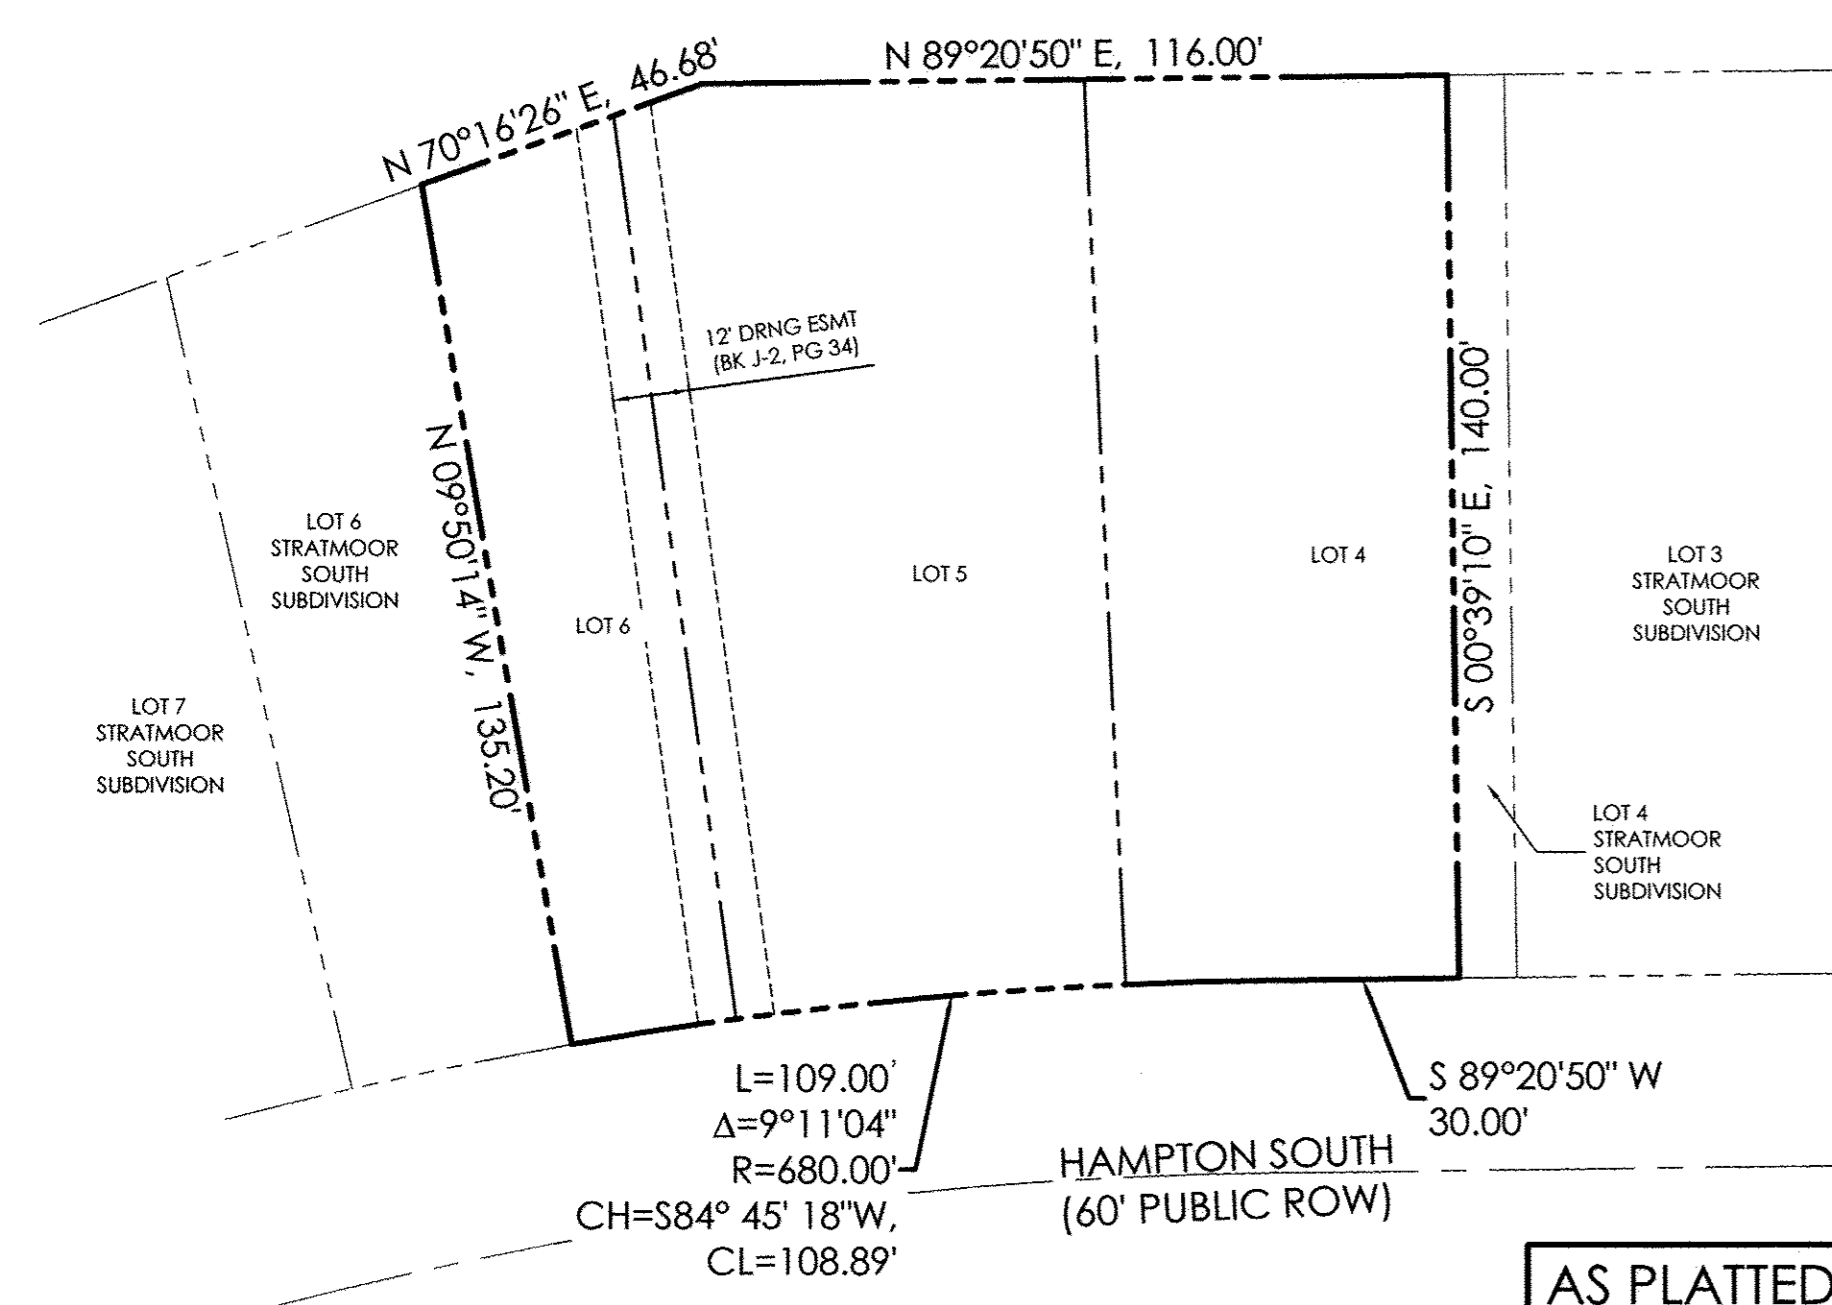 N 89°20'50" E, 116.00'
N 70°16'26" E, 46.68'
12' DRNG ESMT
(BK J-2, PG 34)
N 09°50'14" W, 135.20'
S 00°39'10" E, 140.00'
LOT 6
STRATMOOR
SOUTH
SUBDIVISION
LOT 6
LOT 5
LOT 4
LOT 3
STRATMOOR
SOUTH
SUBDIVISION
LOT 7
STRATMOOR
SOUTH
SUBDIVISION
LOT 4
STRATMOOR
SOUTH
SUBDIVISION
L=109.00'
Δ=9°11'04"
R=680.00'
CH=S84° 45' 18"W,
CL=108.89'
S 89°20'50" W
30.00'
HAMPTON SOUTH
(60' PUBLIC ROW)
AS PLATTED